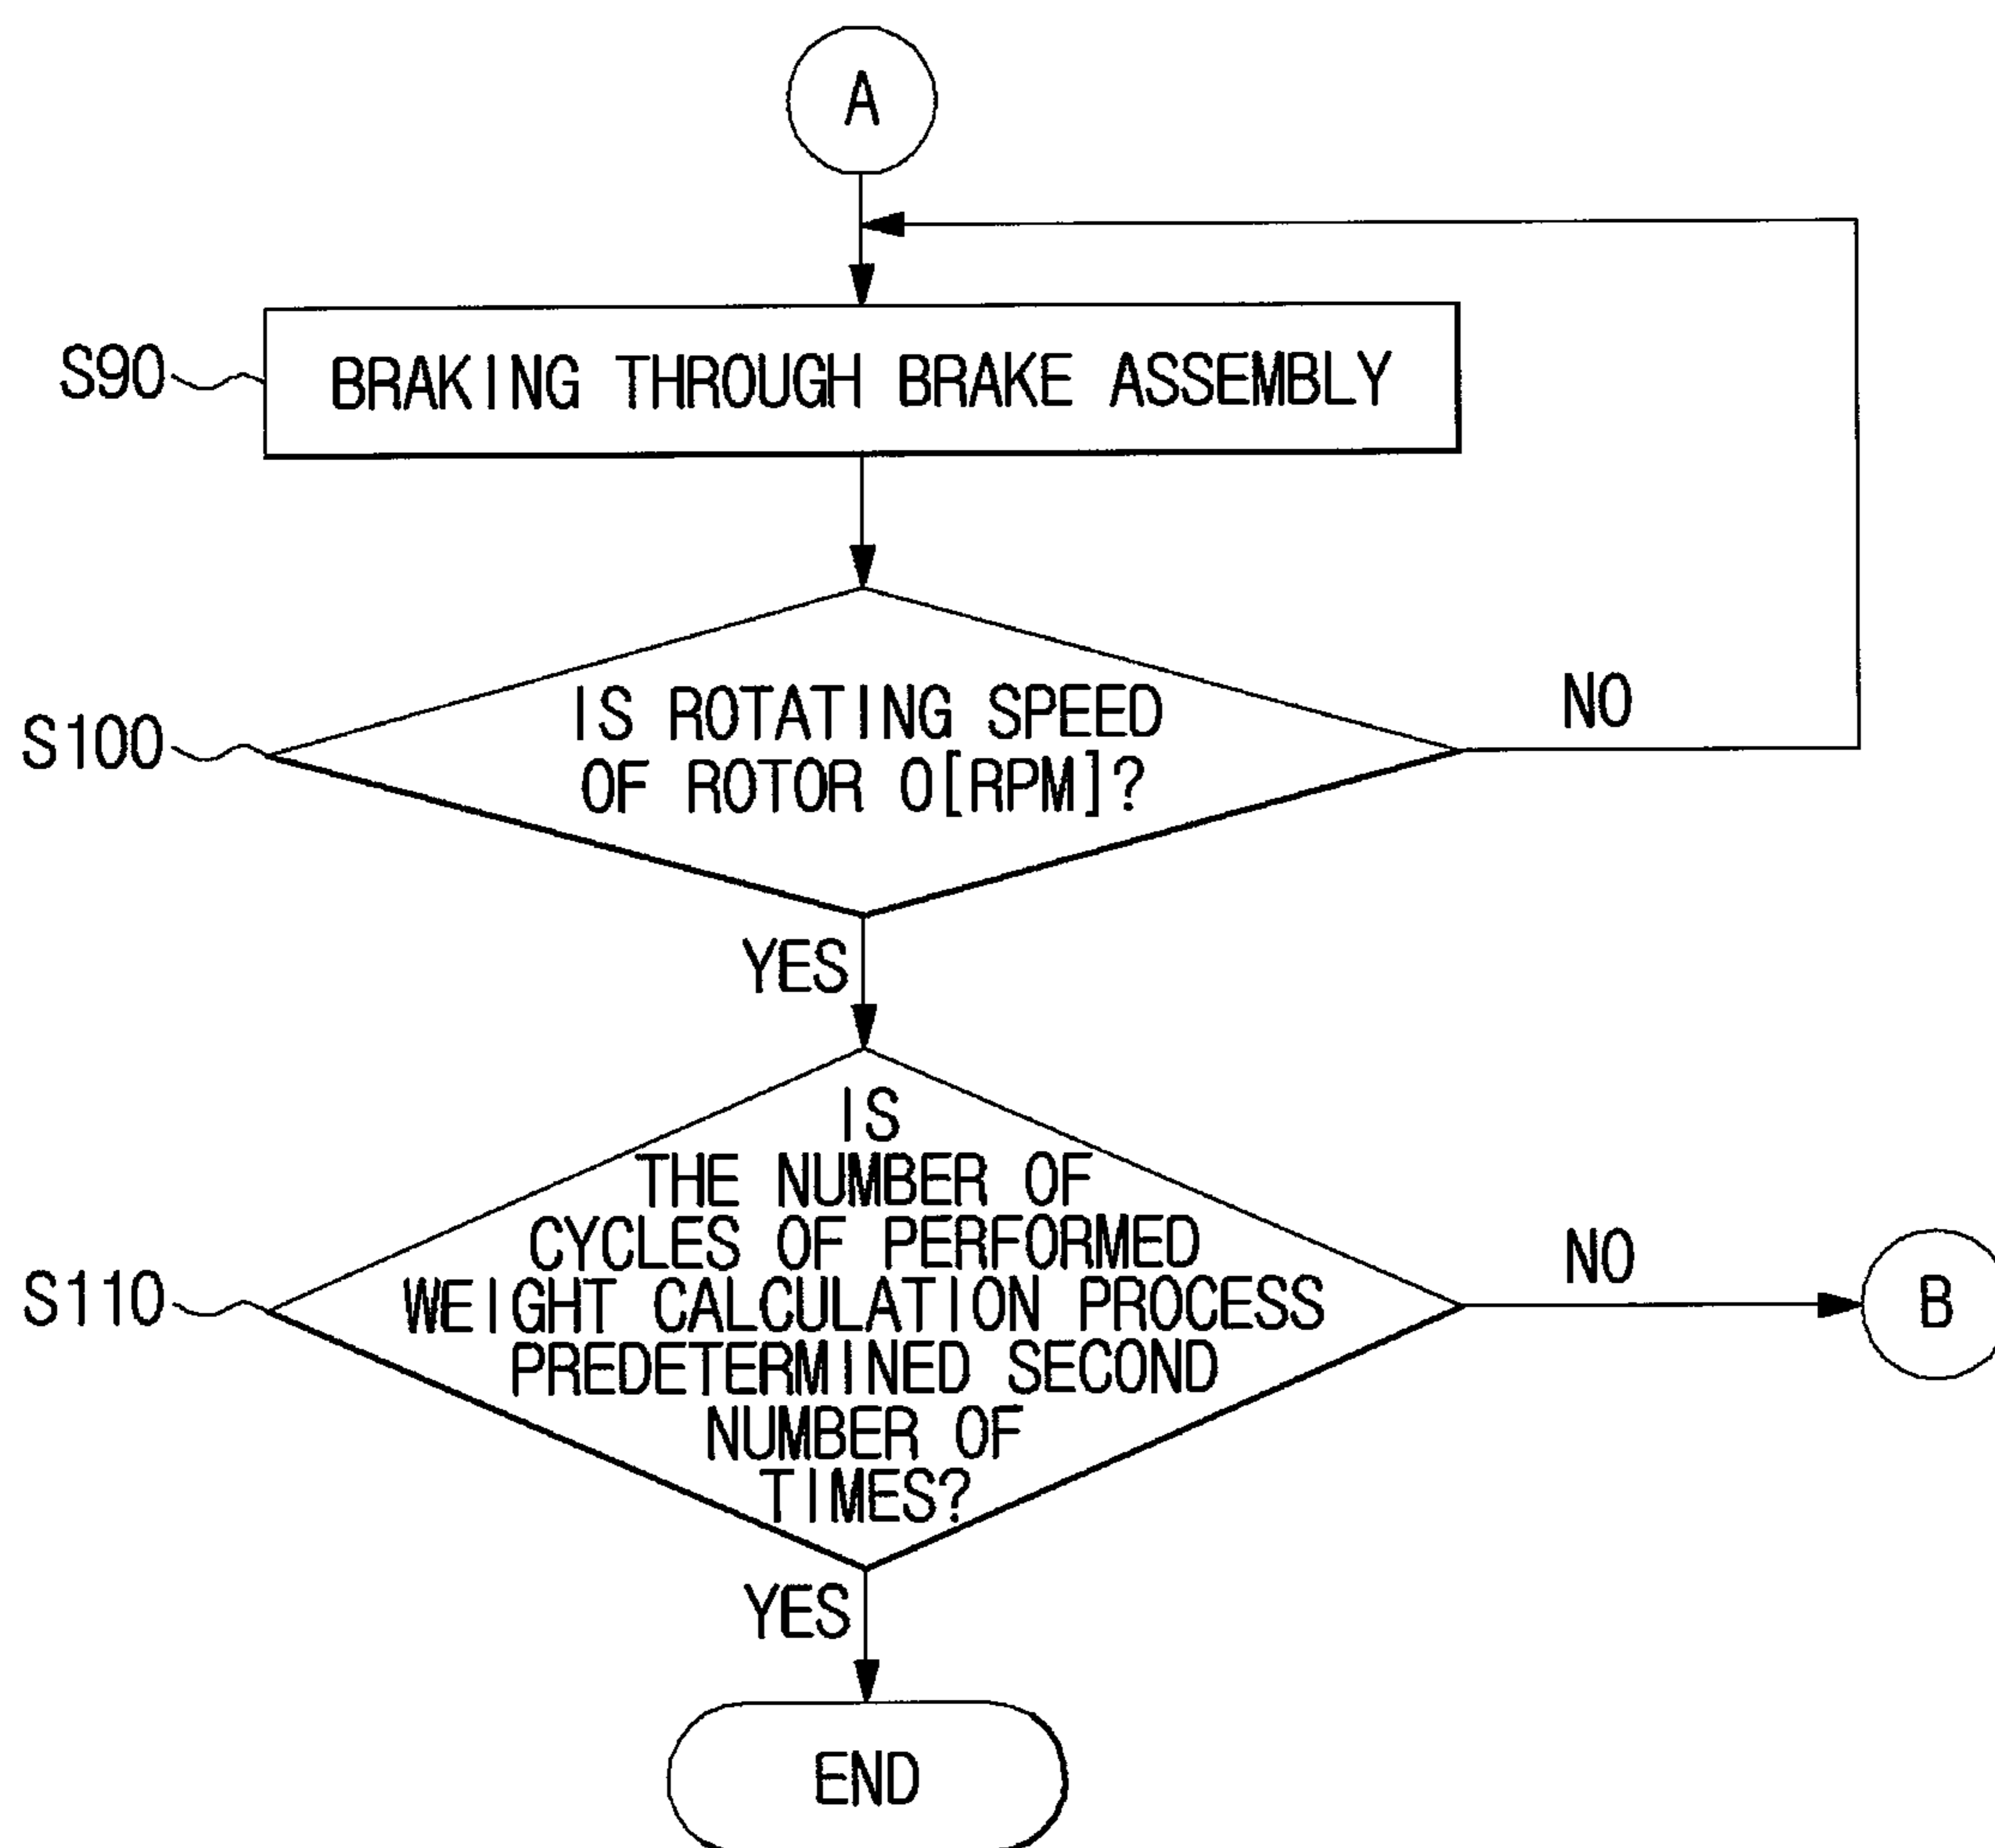 A
S90
BRAKING THROUGH BRAKE ASSEMBLY
S100
IS ROTATING SPEED
OF ROTOR 0[RPM]?
NO
YES
S110
IS
THE NUMBER OF
CYCLES OF PERFORMED
WEIGHT CALCULATION PROCESS
PREDETERMINED SECOND
NUMBER OF
TIMES?
NO
B
YES
END